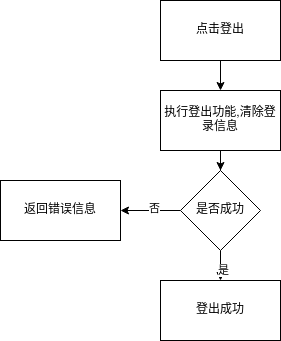 点击登出
执行登出功能,清除登
录信息
是否成功
否
返回错误信息
是
登出成功